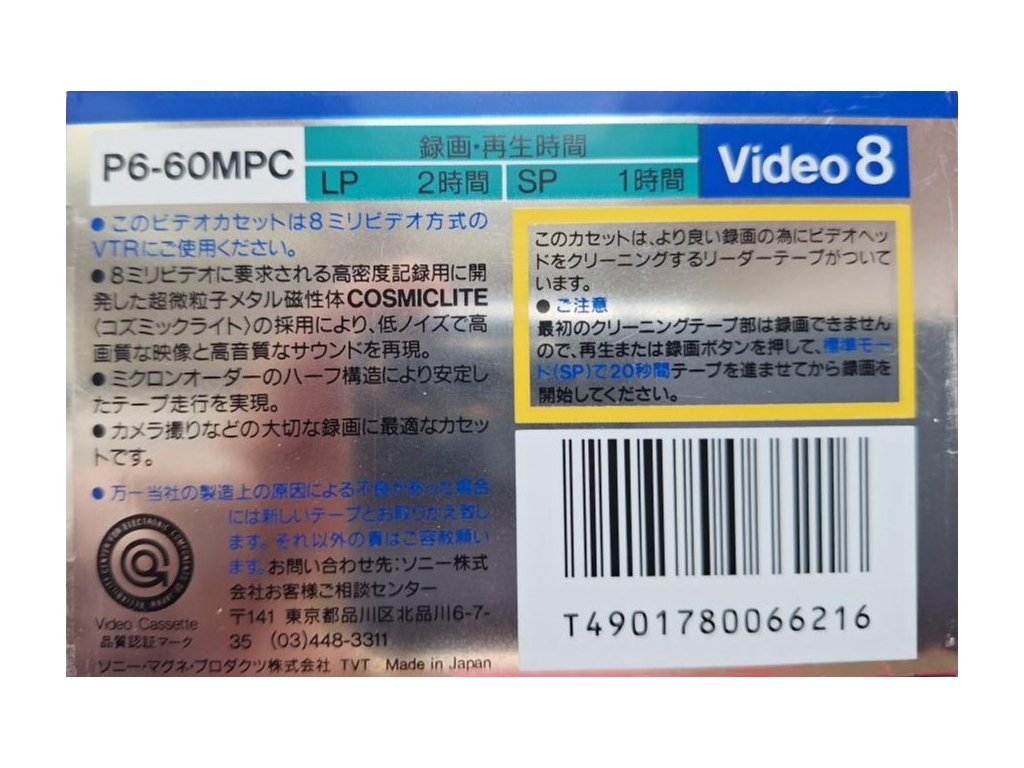 P6-60MPC
録画・再生時間
LP 2時間 SP 1時間
Video 8
●このビデオカセットは8ミリビデオ方式の
VTRにご使用ください。
●8ミリビデオに要求される高密度記録用に開
発した超微粒子メタル磁性体COSMICLITE
〈コズミックライト〉の採用により、低ノイズで高
画質な映像と高音質なサウンドを再現。
●ミクロンオーダーのハーフ構造により安定し
たテープ走行を実現。
●カメラ撮りなどの大切な録画に最適なカセッ
トです。
●万一当社の製造上の原因による不良があった場合
には新しいテープとお取りかえ致し
ます。それ以外の責はご容赦願い
ます。お問い合わせ先:ソニー株式
会社お客様ご相談センター
〒141 東京都品川区北品川6-7-
35 (03)448-3311
Video Cassette
品質認証マーク
ソニー・マグネ・プロダクツ株式会社 TVT Made in Japan
このカセットは、より良い録画の為にビデオヘッ
ドをクリーニングするリーダーテープがついて
います。
●ご注意
最初のクリーニングテープ部は録画できません
ので、再生または録画ボタンを押して、標準モー
ド(SP)で20秒間テープを進ませてから録画を
開始してください。
T4901780066216